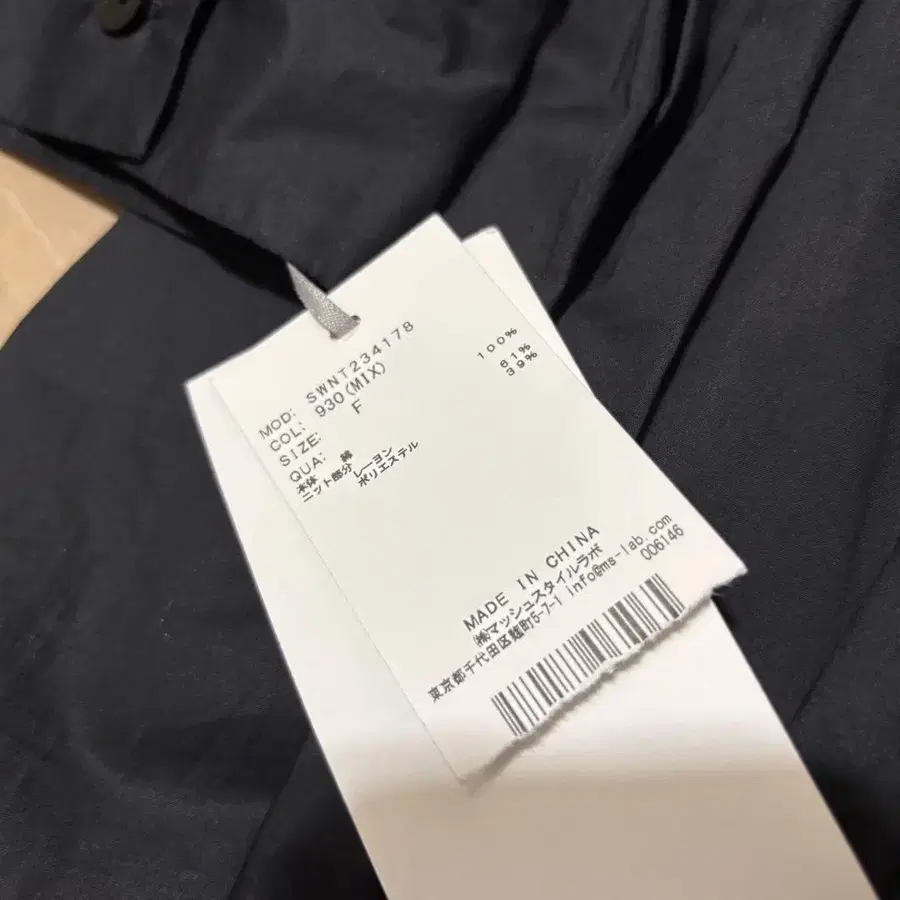 MOD: SWNT234178
COL: 930(MIX)
SIZE: F
QUA:
本体 綿 100%
ニット部分 レーヨン 61%
ポリエステル 39%
MADE IN CHINA
㈱マッシュスタイルラボ
東京都千代田区麹町5-7-1 info@ms-lab.com
006146